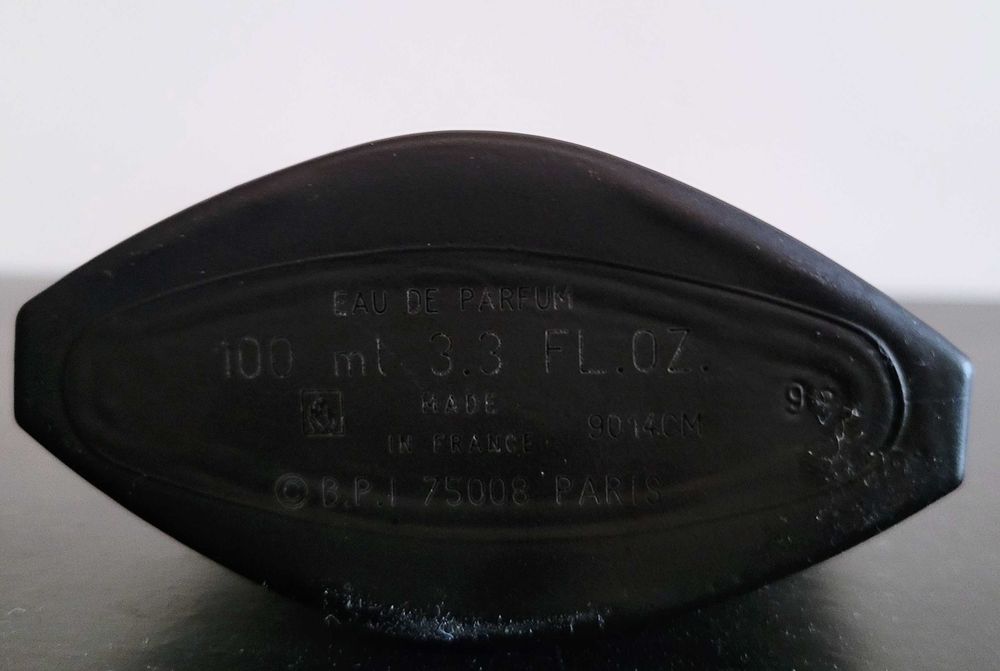 EAU DE PARFUM
100 ml 3.3 FL.OZ.
MADE
IN FRANCE
9014CM
© B.P.I 75008 PARIS